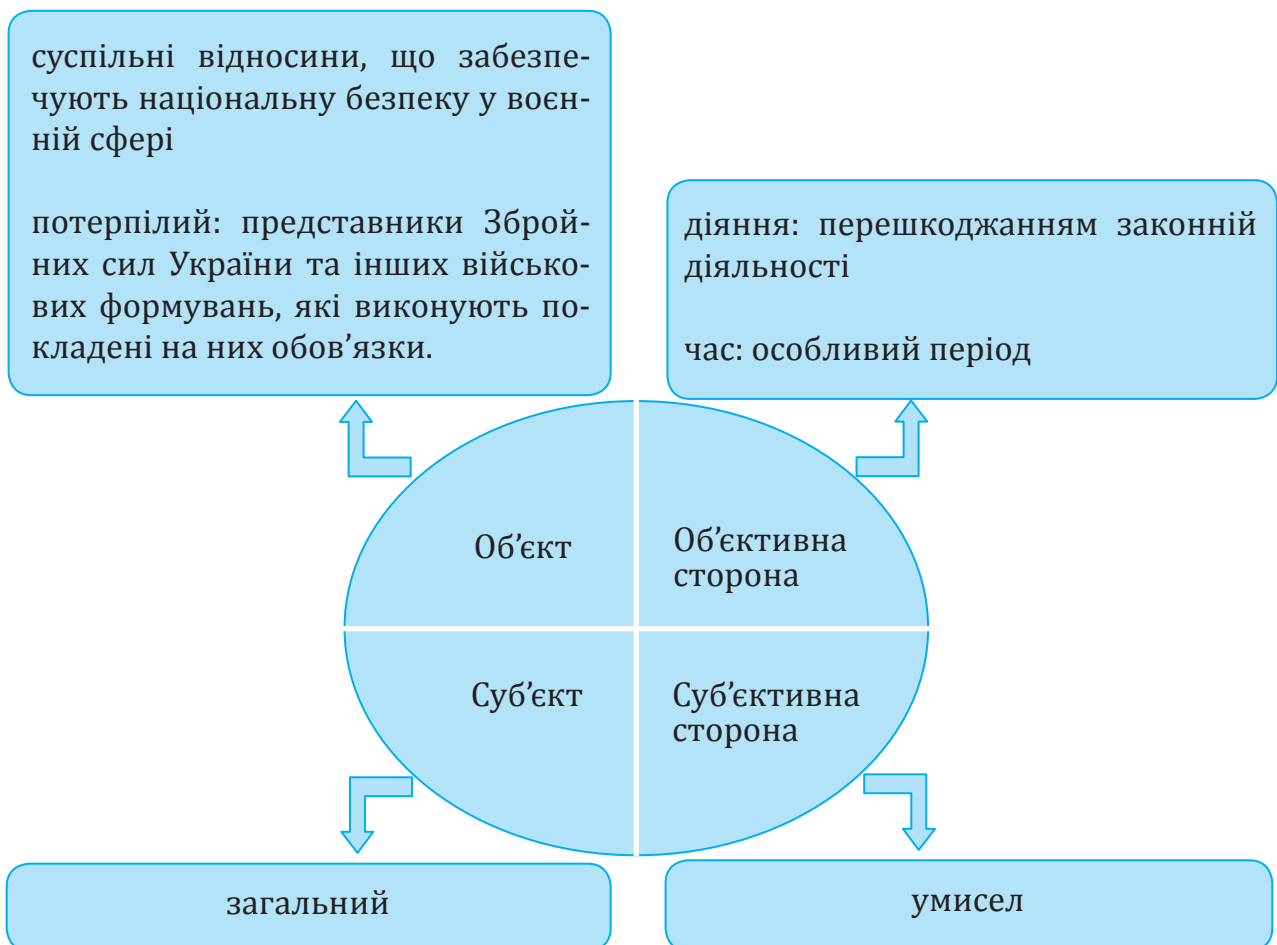 суспільні відносини, що забезпе-
чують національну безпеку у воєн-
ній сфері
потерпілий: представники Зброй-
них сил України та інших військо-
вих формувань, які виконують по-
кладені на них обов’язки.
діяння: перешкоджанням законній
діяльності
час: особливий період
Об’єкт
Об’єктивна
сторона
Суб’єкт
Суб’єктивна
сторона
загальний
умисел